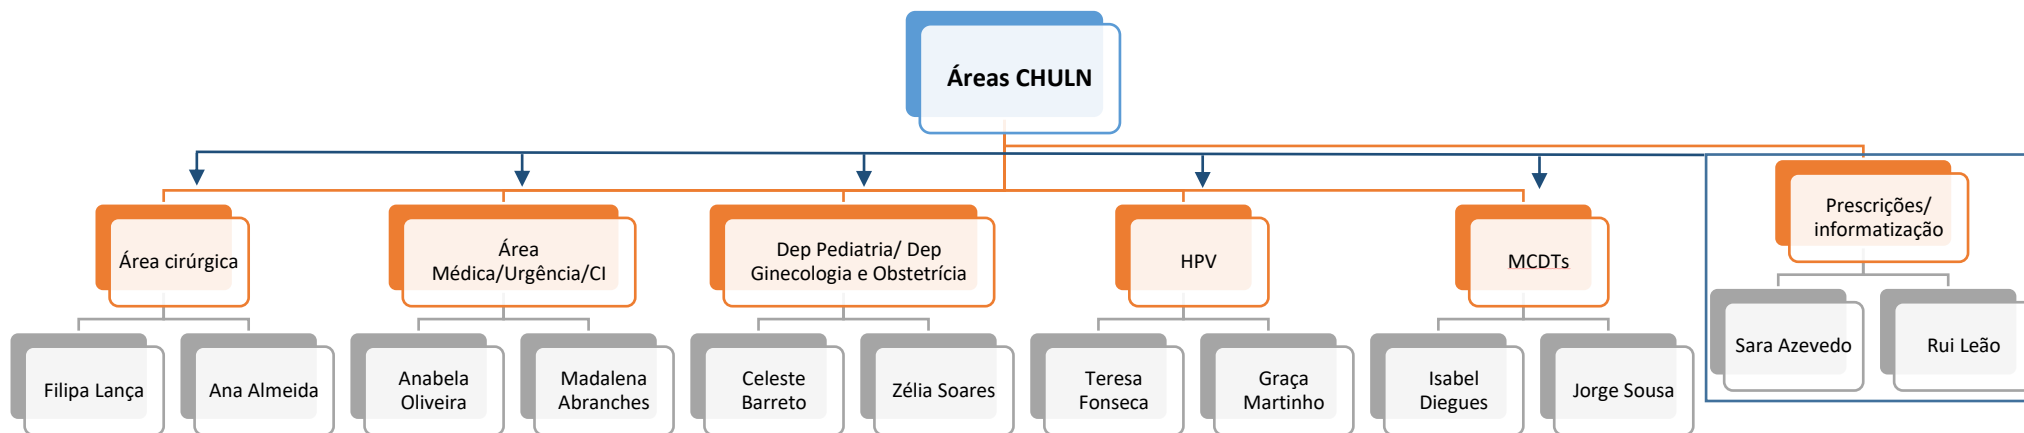 Áreas CHULN
Área cirúrgica
Área
Médica/Urgência/CI
Dep Pediatria/ Dep
Ginecologia e Obstetrícia
HPV
MCDTs
Prescrições/
informatização
Filipa Lança
Ana Almeida
Anabela
Oliveira
Madalena
Abranches
Celeste
Barreto
Zélia Soares
Teresa
Fonseca
Graça
Martinho
Isabel
Diegues
Jorge Sousa
Sara Azevedo
Rui Leão